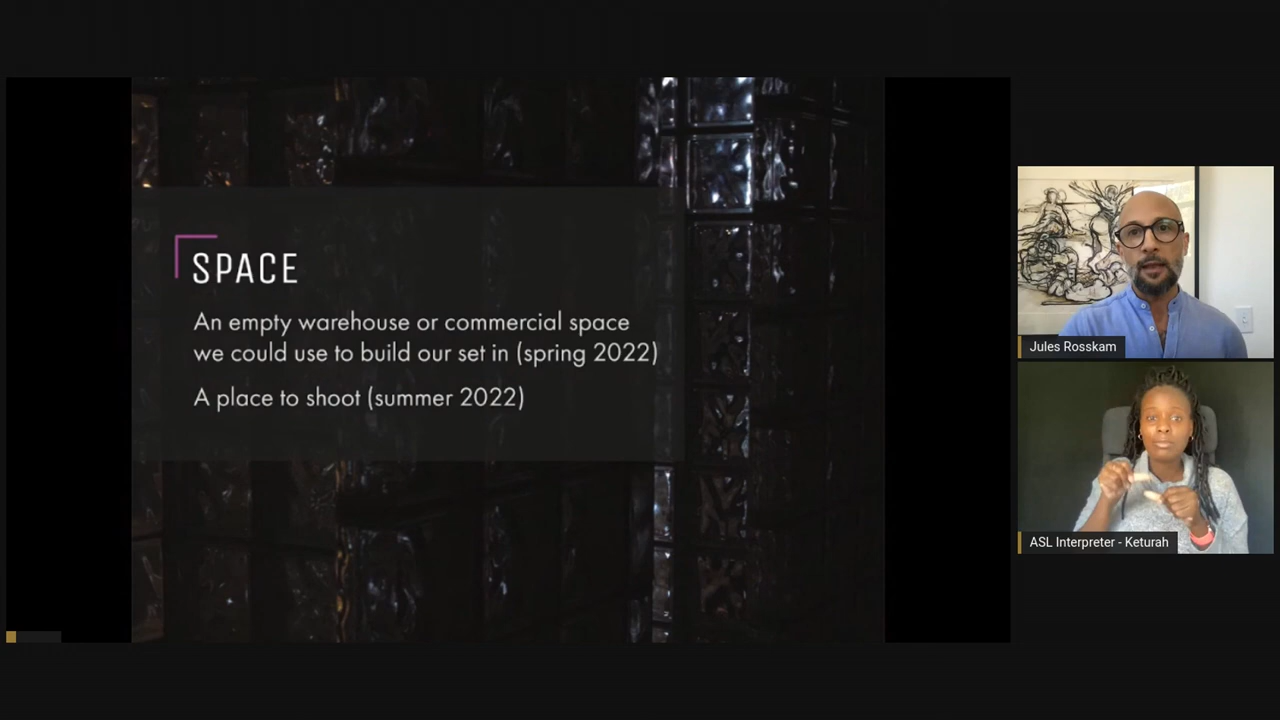 SPACE
An empty warehouse or commercial space
we could use to build our set in (spring 2022)
A place to shoot (summer 2022)
Jules Rosskam
ASL Interpreter - Keturah